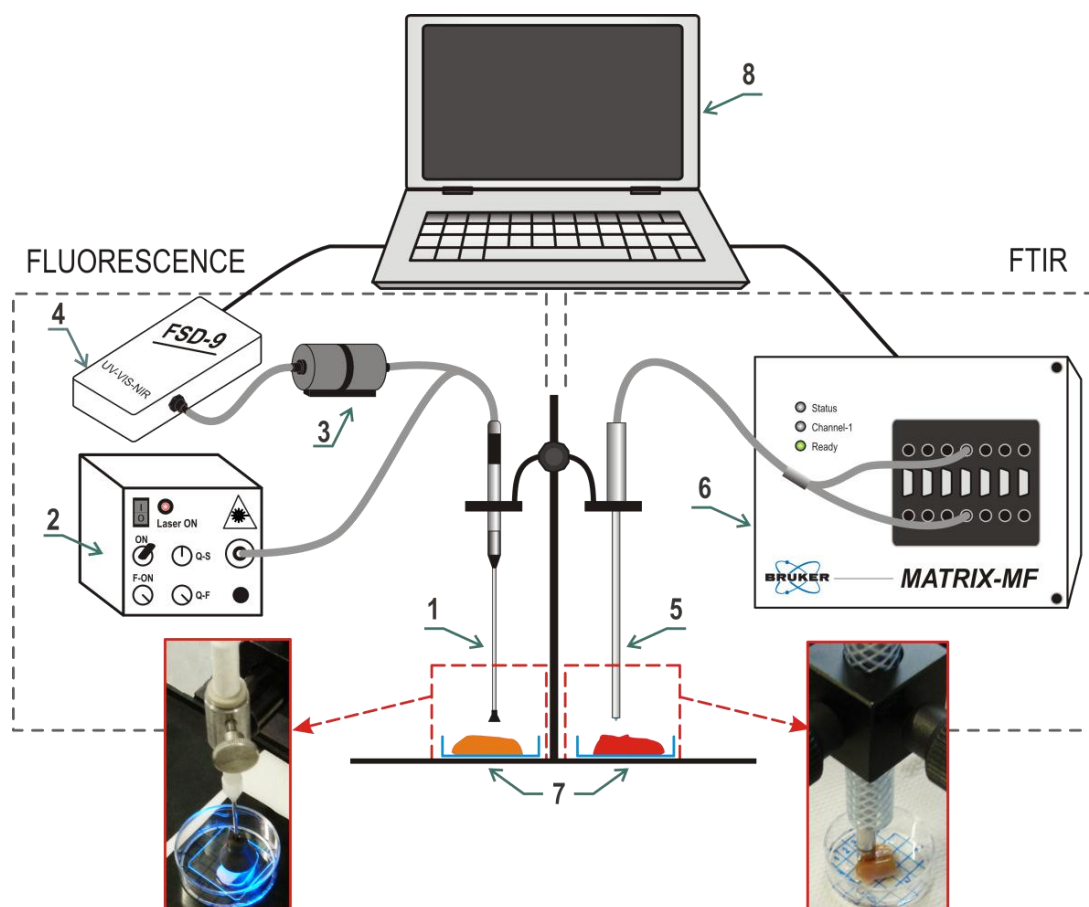 8
FLUORESCENCE
FTIR
4
FSD-9
UV-VIS-NIR
3
Status
Channel-1
Ready
6
2
I
O
Laser ON
ON
Q-S
F-ON
Q-F
BRUKER
MATRIX-MF
1
5
7